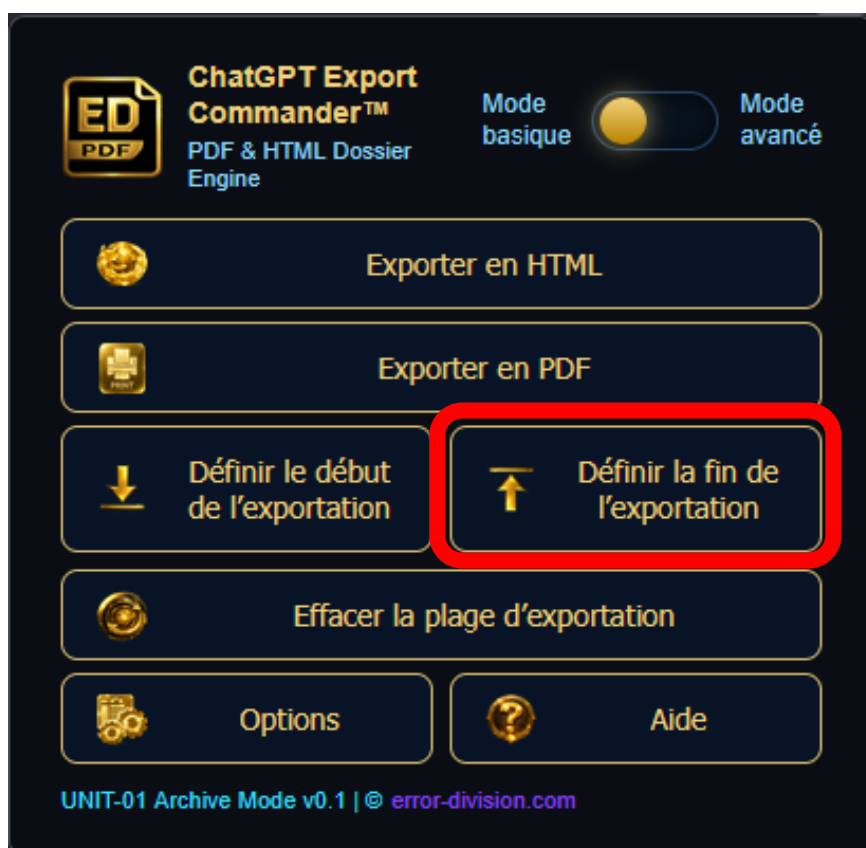 ED
PDF
ChatGPT Export
Commander™
PDF & HTML Dossier
Engine
Mode
basique
Mode
avancé
Exporter en HTML
PRINT
Exporter en PDF
Définir le début
de l’exportation
Définir la fin de
l’exportation
Effacer la plage d’exportation
Options
?
Aide
UNIT-01 Archive Mode v0.1 | © error-division.com